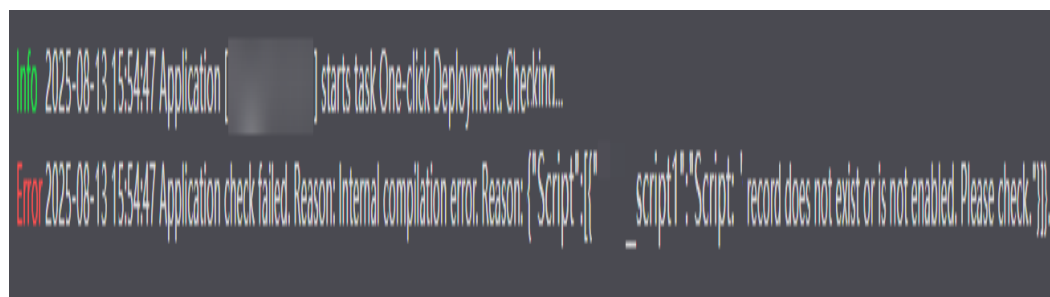 Info 2025-08-13 15:54:47 Application [ ] starts task One-click Deployment: Checking...
Error 2025-08-13 15:54:47 Application check failed. Reason: Internal compilation error. Reason: {"Script":[{" _script1":"Script: ' record does not exist or is not enabled. Please check."}]}.